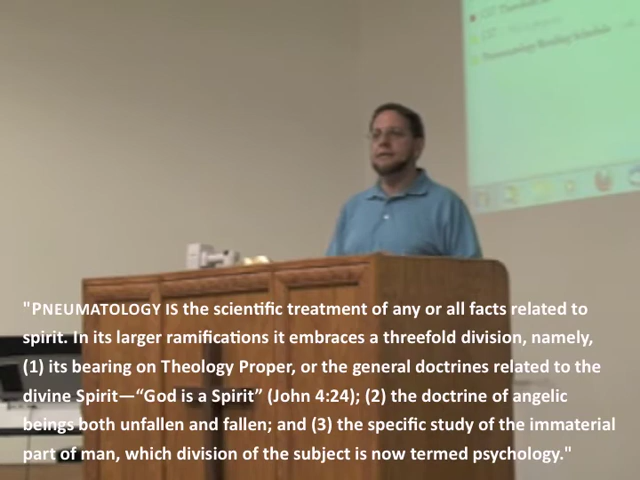 "PNEUMATOLOGY IS the scientific treatment of any or all facts related to
spirit. In its larger ramifications it embraces a threefold division, namely,
(1) its bearing on Theology Proper, or the general doctrines related to the
divine Spirit—“God is a Spirit” (John 4:24); (2) the doctrine of angelic
beings both unfallen and fallen; and (3) the specific study of the immaterial
part of man, which division of the subject is now termed psychology."